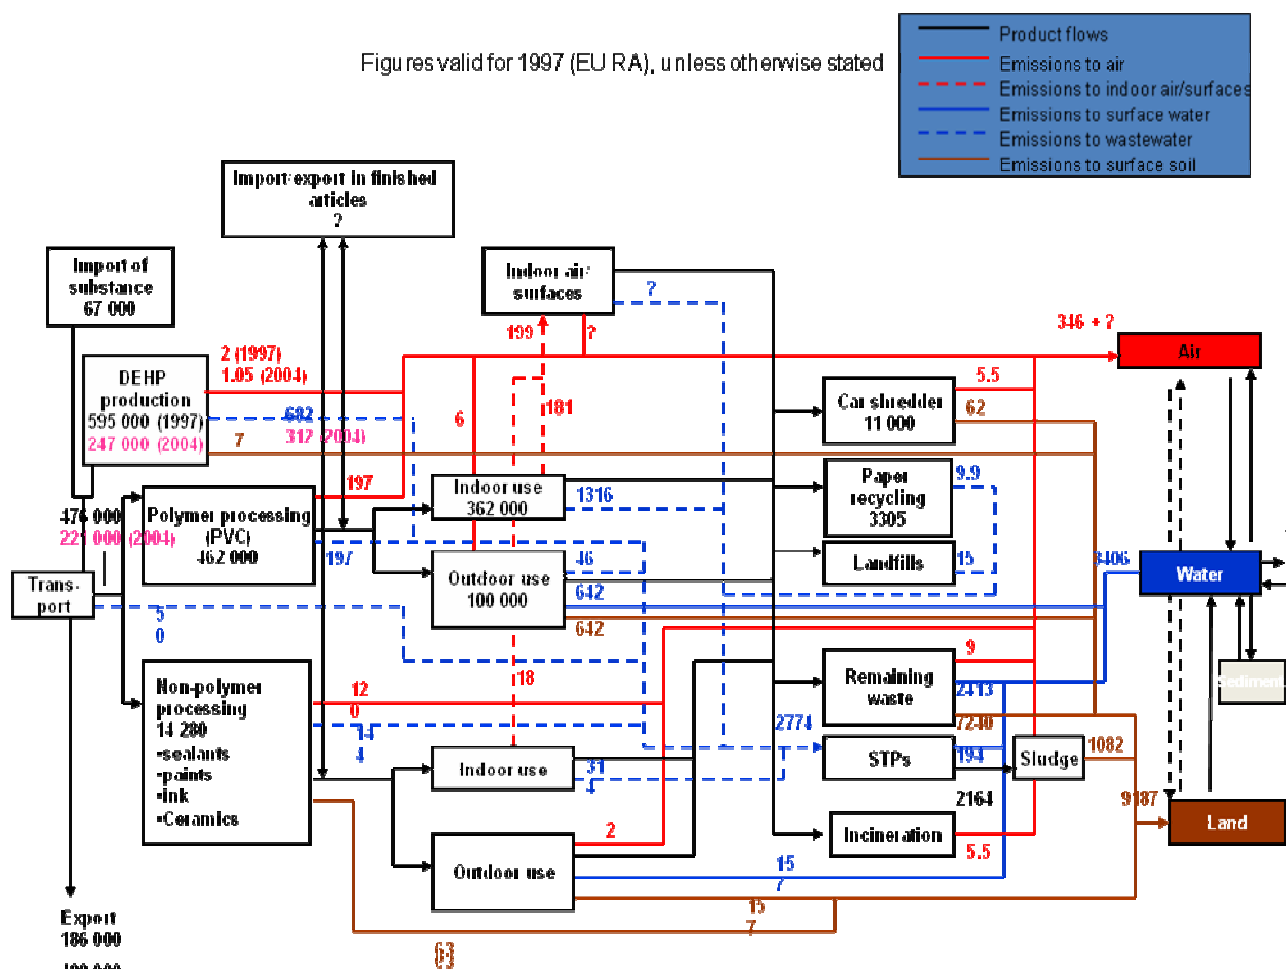 Figures valid for 1997 (EU RA), unless otherwise stated
Product flows
Emissions to air
Emissions to indoor air/surfaces
Emissions to surface water
Emissions to wastewater
Emissions to surface soil
Import/export in finished
articles
?
Import of
substance
67 000
Indoor air/
surfaces
?
199
?
346 + ?
Air
2 (1997)
1.05 (2004)
DEHP
production
595 000 (1997)
247 000 (2004)
682
312 (2004)
7
6
181
Car shredder
11 000
5.5
62
197
Indoor use
362 000
1316
Paper
recycling
3305
9.9
476 000
221 000 (2004)
Polymer processing
(PVC)
462 000
197
Outdoor use
100 000
46
642
642
Landfills
15
3406
Water
Trans-
port
5
0
18
Non-polymer
processing
14 280
-sealants
-paints
-ink
-Ceramics
12
0
14
4
Remaining
waste
9
2413
7240
Sediment
2774
Indoor use
31
4
STPs
194
2164
Sludge
1082
9187
Land
Incineration
5.5
Outdoor use
2
15
7
15
7
Export
186 000